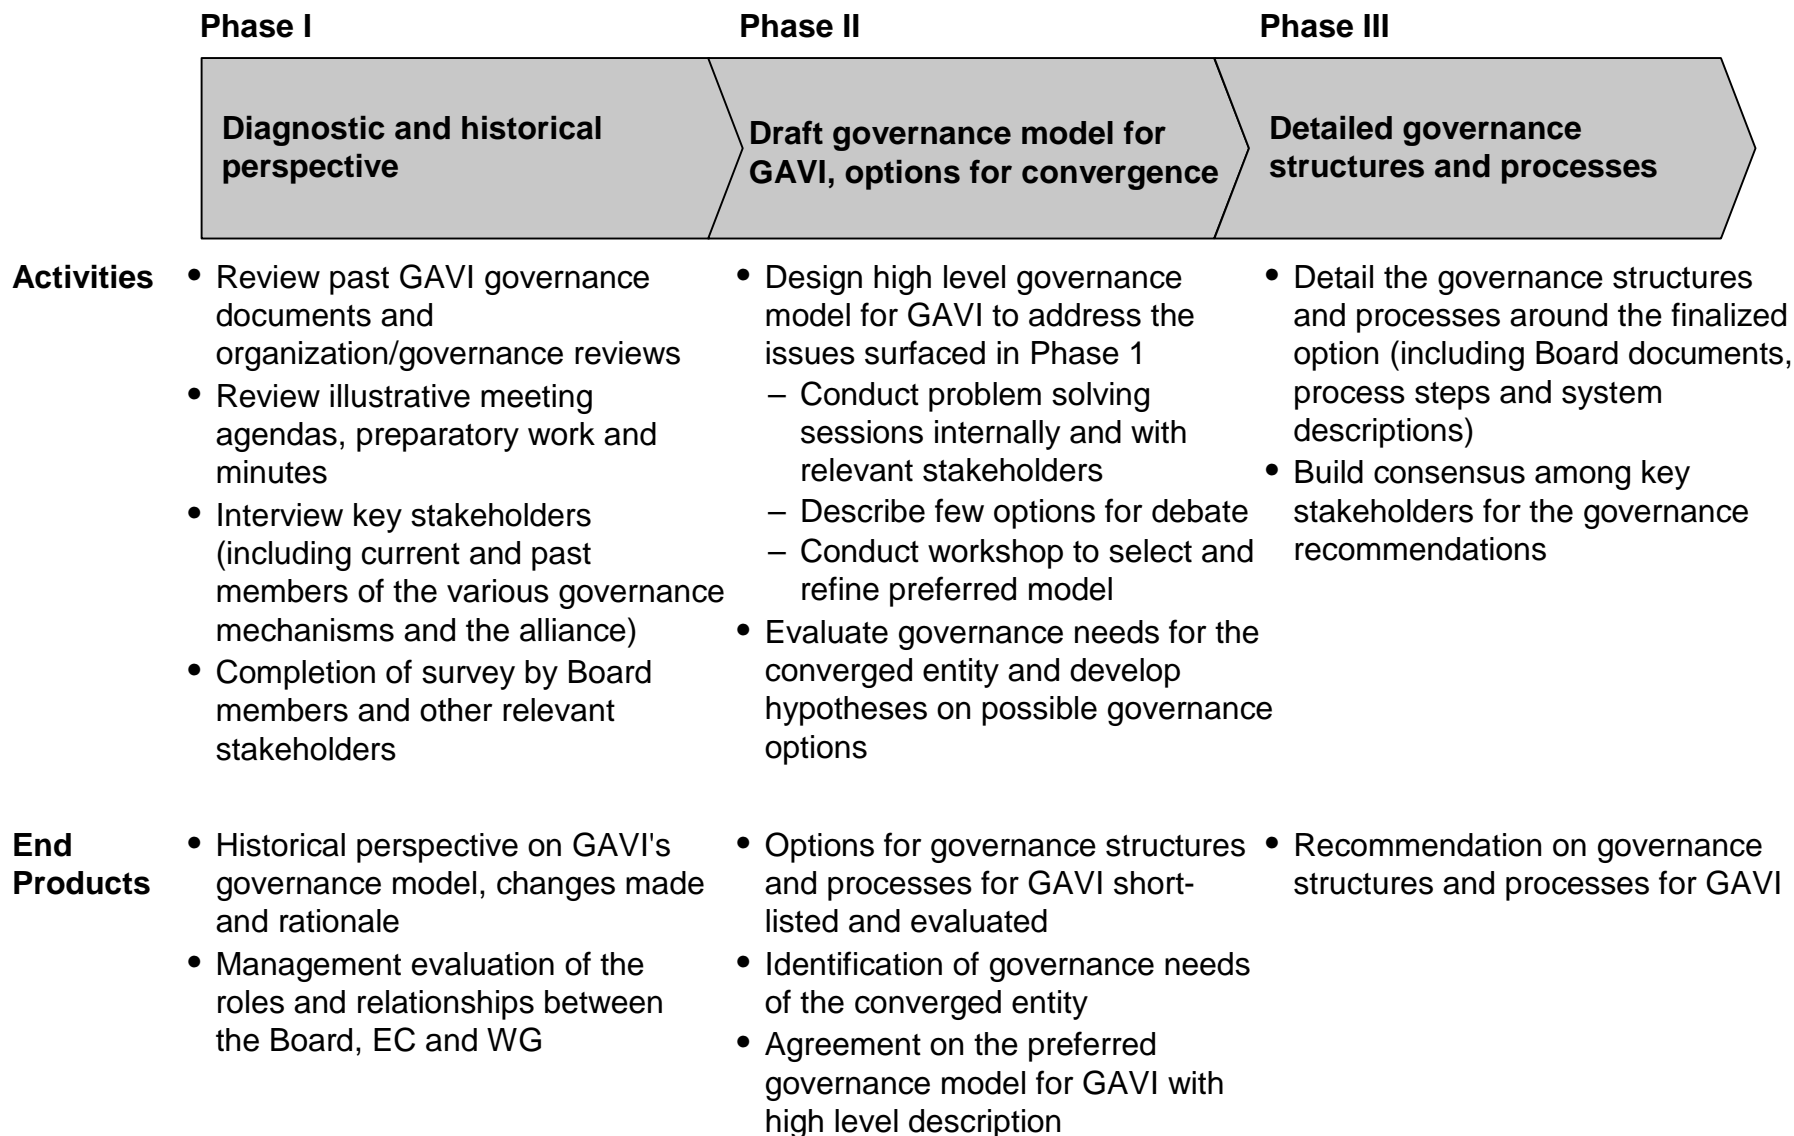 Phase I
Phase II
Phase III
Diagnostic and historical
perspective
Draft governance model for
GAVI, options for convergence
Detailed governance
structures and processes
Activities
• Review past GAVI governance
documents and
organization/governance reviews
• Review illustrative meeting
agendas, preparatory work and
minutes
• Interview key stakeholders
(including current and past
members of the various governance
mechanisms and the alliance)
• Completion of survey by Board
members and other relevant
stakeholders
• Design high level governance
model for GAVI to address the
issues surfaced in Phase 1
– Conduct problem solving
sessions internally and with
relevant stakeholders
– Describe few options for debate
– Conduct workshop to select and
refine preferred model
• Evaluate governance needs for the
converged entity and develop
hypotheses on possible governance
options
• Detail the governance structures
and processes around the finalized
option (including Board documents,
process steps and system
descriptions)
• Build consensus among key
stakeholders for the governance
recommendations
End
Products
• Historical perspective on GAVI's
governance model, changes made
and rationale
• Management evaluation of the
roles and relationships between
the Board, EC and WG
• Options for governance structures
and processes for GAVI short-
listed and evaluated
• Identification of governance needs
of the converged entity
• Agreement on the preferred
governance model for GAVI with
high level description
• Recommendation on governance
structures and processes for GAVI